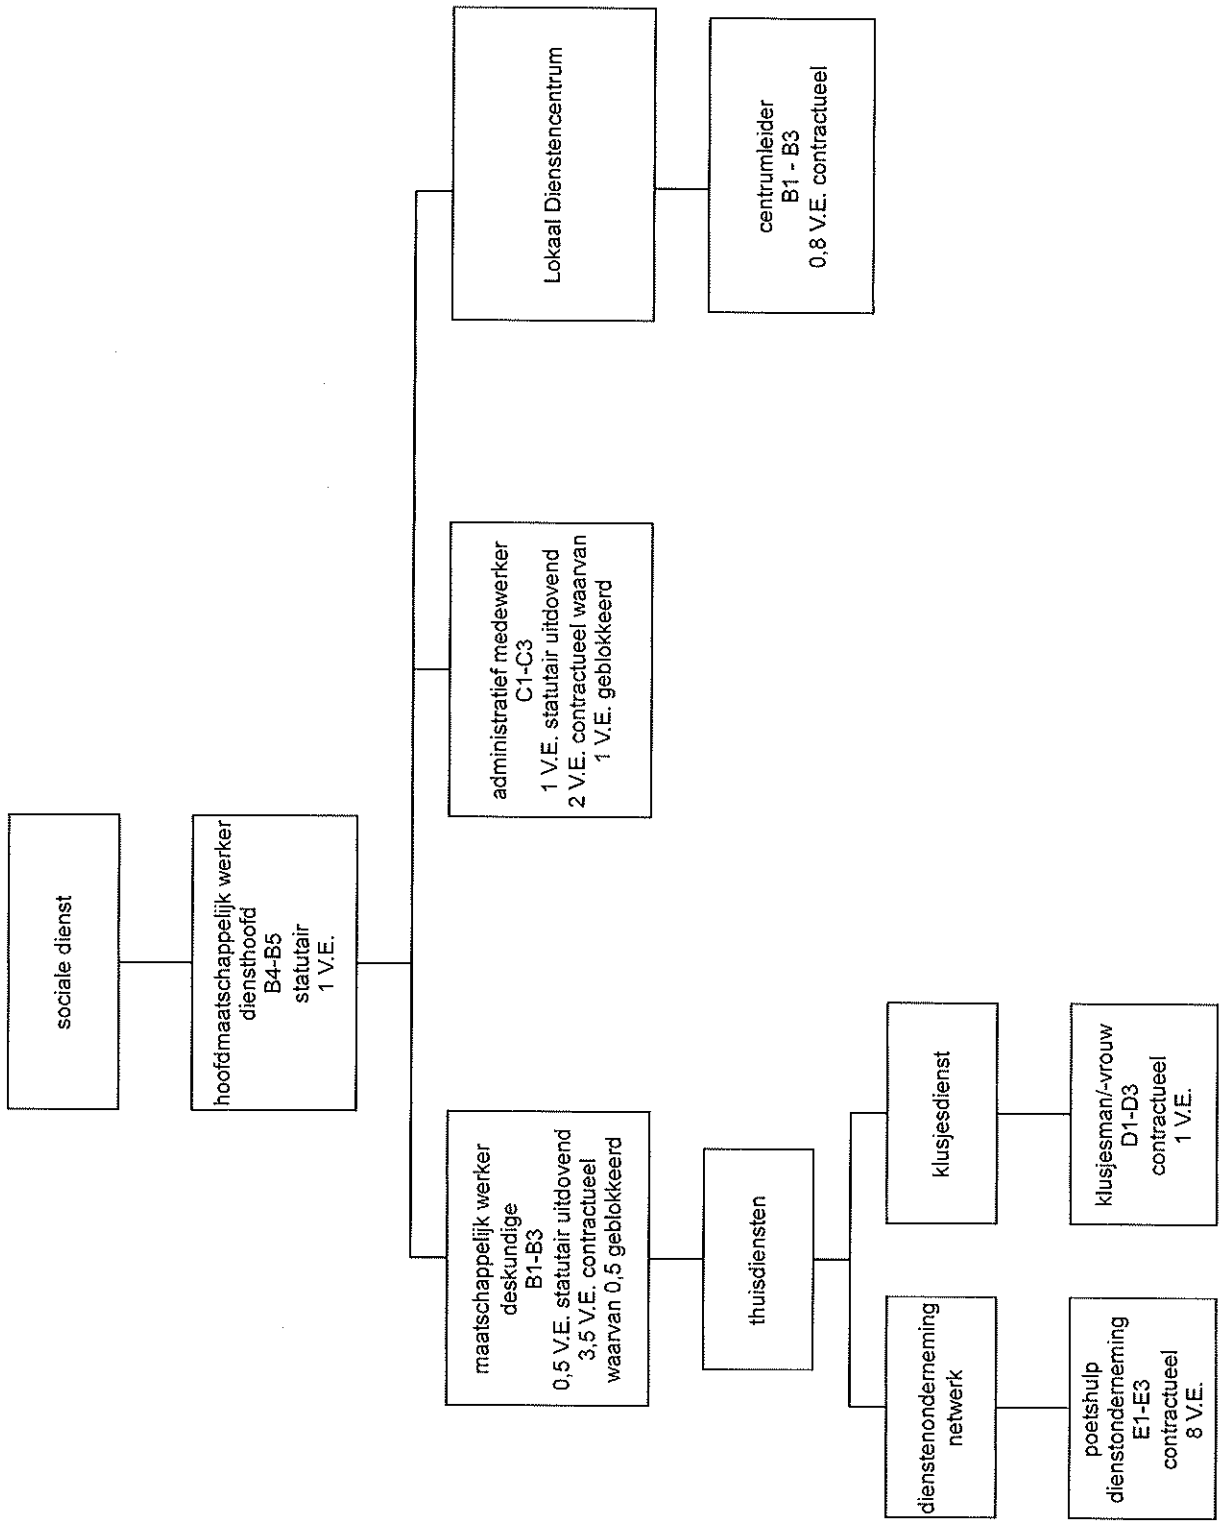 sociale dienst
hoofdmaatschappelijk werker
diensthoofd
B4-B5
statutair
1 V.E.
maatschappelijk werker
deskundige
B1-B3
0,5 V.E. statutair uitdovend
3,5 V.E. contractueel
waarvan 0,5 geblokkeerd
administratief medewerker
C1-C3
1 V.E. statutair uitdovend
2 V.E. contractueel waarvan
1 V.E. geblokkeerd
Lokaal Dienstencentrum
centrumleider
B1 - B3
0,8 V.E. contractueel
thuisdiensten
dienstenonderneming
netwerk
klusjesdienst
poetshulp
dienstonderneming
E1-E3
contractueel
8 V.E.
klusjesman/-vrouw
D1-D3
contractueel
1 V.E.